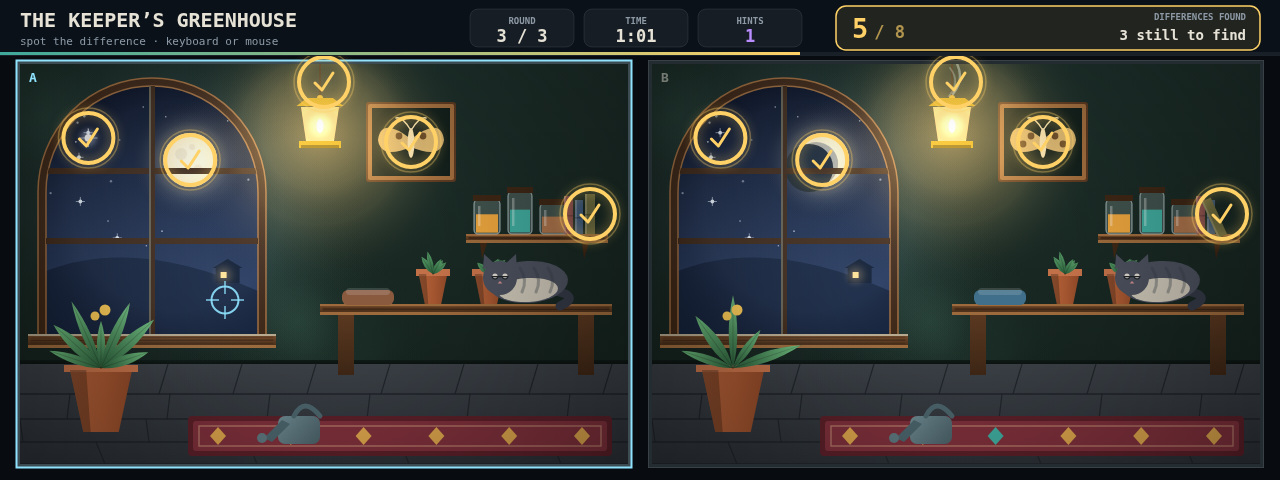 THE KEEPER’S GREENHOUSE
spot the difference · keyboard or mouse
ROUND
3 / 3
TIME
1:01
HINTS
1
5 / 8
DIFFERENCES FOUND
3 still to find
A
B